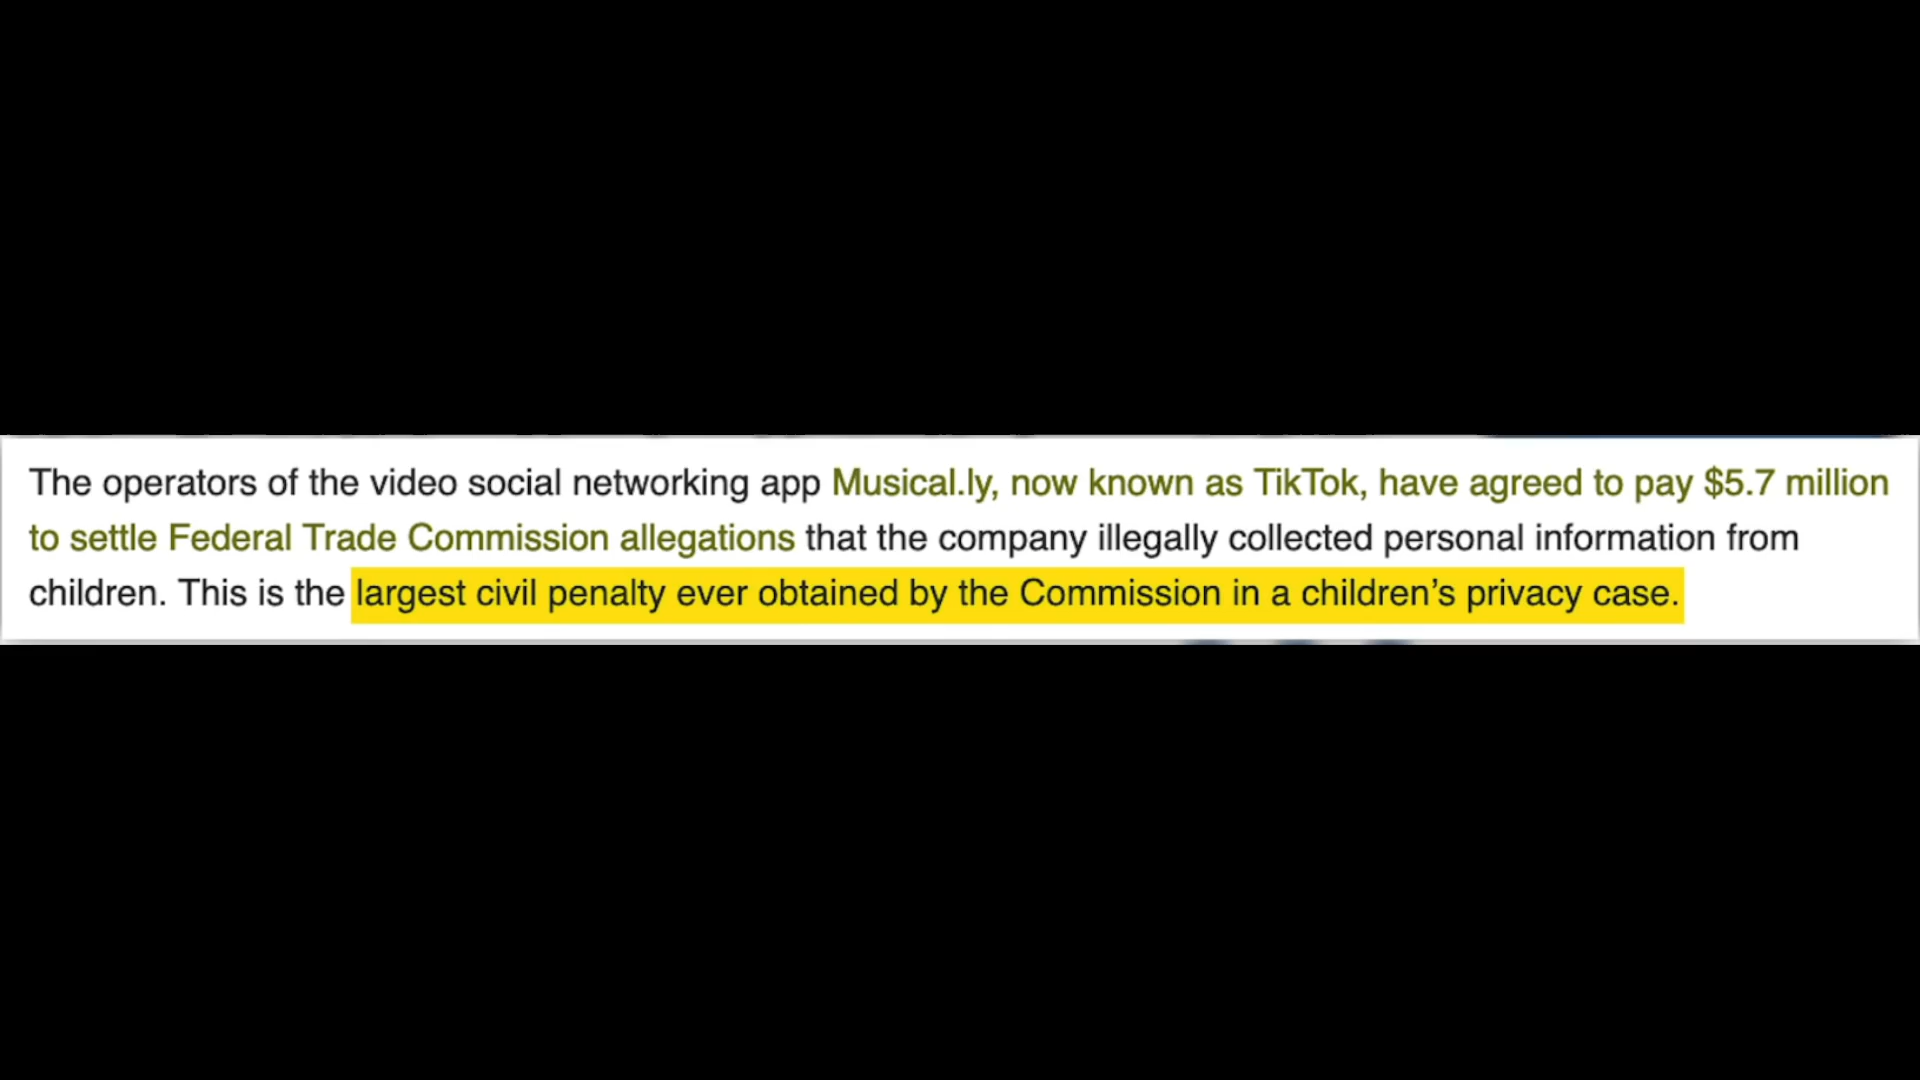 The operators of the video social networking app Musical.ly, now known as TikTok, have agreed to pay $5.7 million
to settle Federal Trade Commission allegations that the company illegally collected personal information from
children. This is the largest civil penalty ever obtained by the Commission in a children’s privacy case.